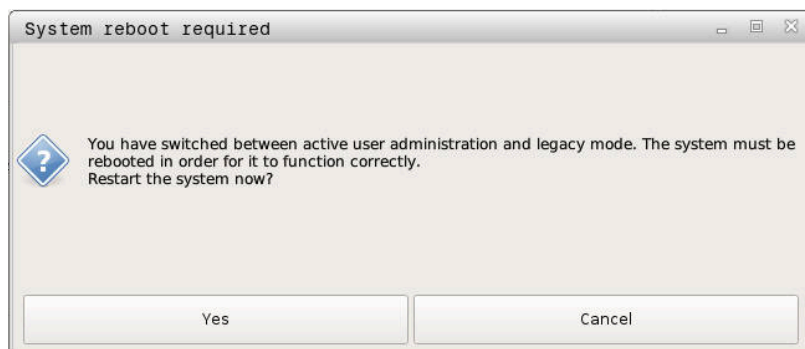 System reboot required
You have switched between active user administration and legacy mode. The system must be
rebooted in order for it to function correctly.
Restart the system now?
Yes
Cancel